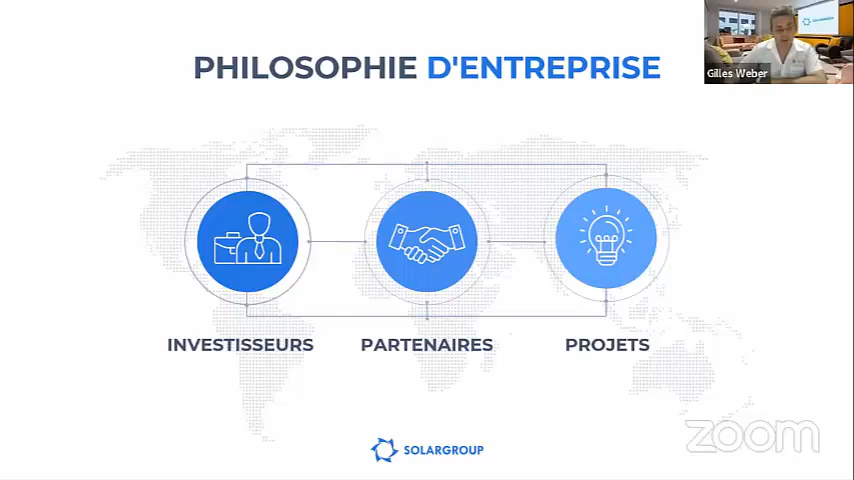 PHILOSOPHIE D'ENTREPRISE
Gilles Weber
INVESTISSEURS
PARTENAIRES
PROJETS
SOLARGROUP
zoom